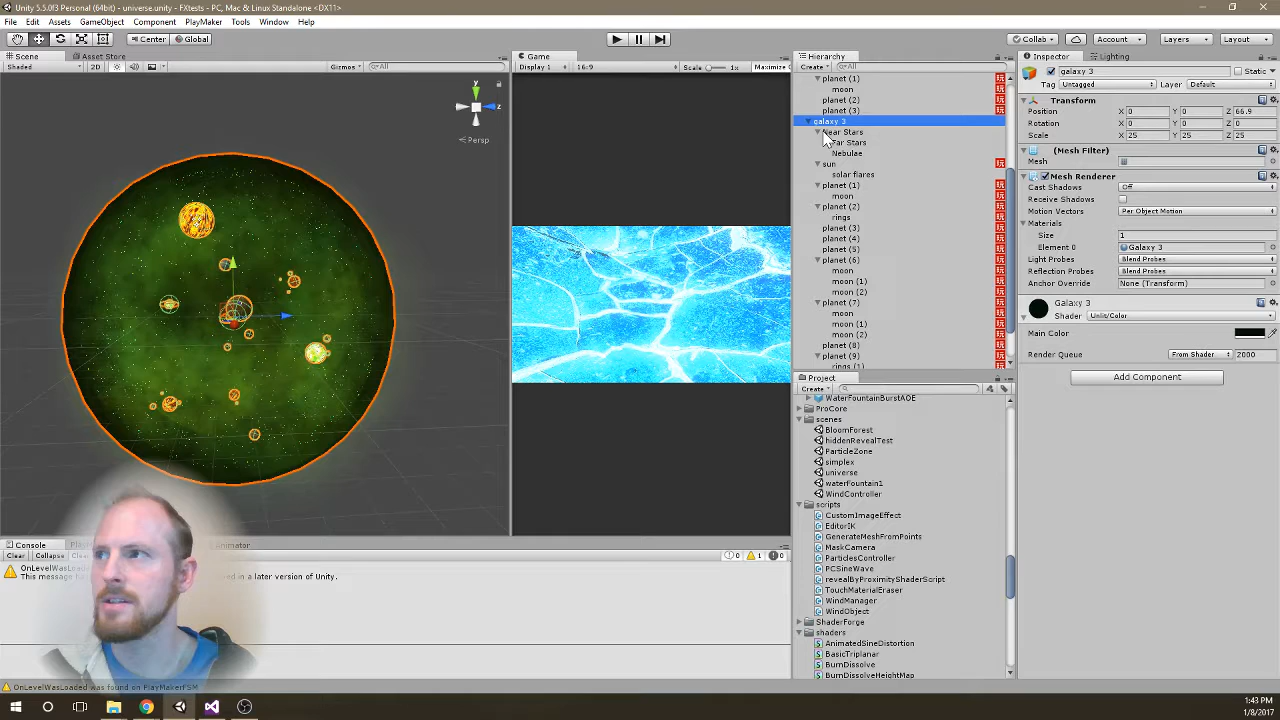 Unity 5.5.0f3 Personal (64bit) - universe.unity - FXtests - PC, Mac & Linux Standalone <DX11>
File Edit Assets GameObject Component PlayMaker Tools Window Help
Center Global Collab Account Layers Layout
Scene Asset Store Game Hierarchy Inspector Lighting
Shaded 2D Gizmos All Display 1 16:9 Scale 1x Maximize Create All
galaxy 3 Static
Tag Untagged Layer Default
planet (1)
moon
planet (2)
planet (3)
galaxy 3
Near Stars
Far Stars
Nebulae
sun
solar flares
planet (1)
moon
planet (2)
rings
planet (3)
planet (4)
planet (5)
planet (6)
moon
moon (1)
moon (2)
planet (7)
moon
moon (1)
moon (2)
planet (8)
planet (9)
rings (1)
y
z
Persp
Transform
Position X 0 Y 0 Z 66.9
Rotation X 0 Y 0 Z 0
Scale X 25 Y 25 Z 25
(Mesh Filter)
Mesh
Mesh Renderer
Cast Shadows Off
Receive Shadows
Motion Vectors Per Object Motion
Materials
Size 1
Element 0 Galaxy 3
Light Probes Blend Probes
Reflection Probes Blend Probes
Anchor Override None (Transform)
Galaxy 3
Shader Unlit/Color
Main Color
Render Queue From Shader 2000
Add Component
Project
Create
WaterFountainBurstAOE
ProCore
scenes
BloomForest
hiddenRevealTest
ParticleZone
simplex
universe
waterFountain1
WindController
scripts
CustomImageEffect
EditorIK
GenerateMeshFromPoints
MaskCamera
ParticlesController
PCSineWave
revealByProximityShaderScript
TouchMaterialEraser
WindManager
WindObject
ShaderForge
shaders
AnimatedSineDistortion
BasicTriplanar
BurnDissolve
BurnDissolveHeightMap
Console
Clear Collapse 0 1 0
OnLevelWas
This message in a later version of Unity.
OnLevelWasLoaded was found on PlayMakerFSM
1:43 PM
1/8/2017